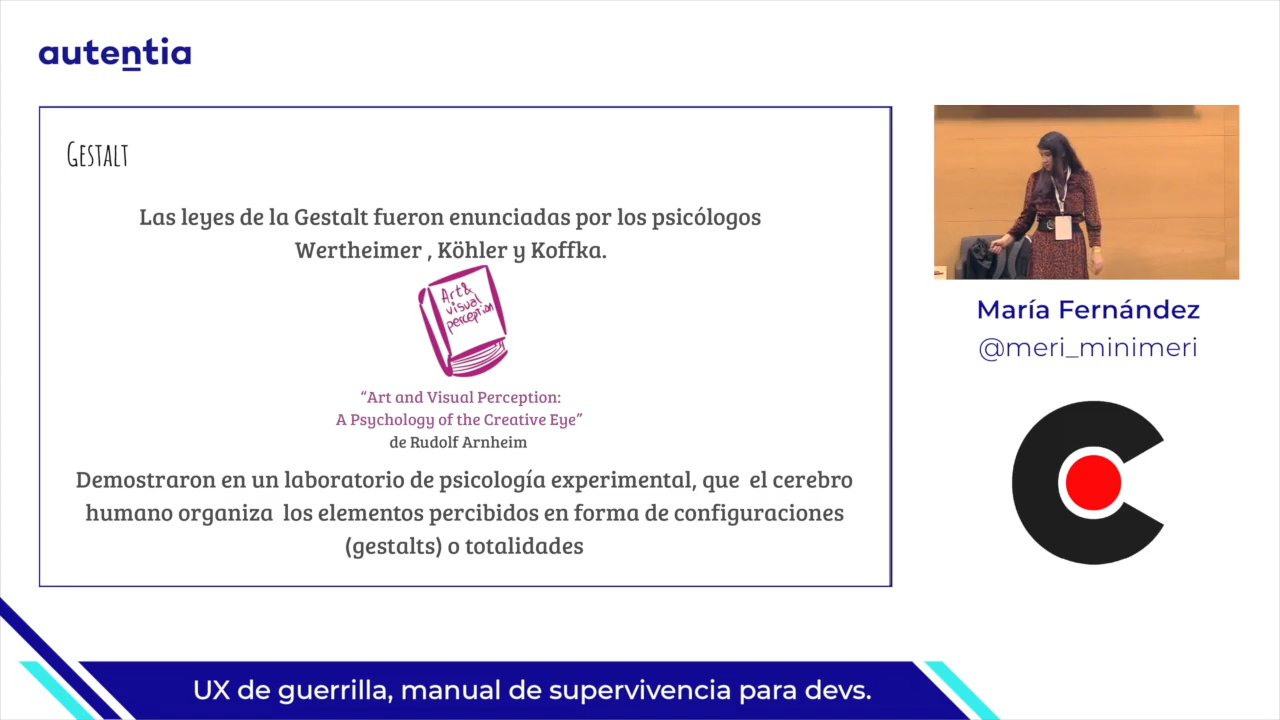 autentia
GESTALT
Las leyes de la Gestalt fueron enunciadas por los psicólogos
Wertheimer , Köhler y Koffka.
Art &
visual
perception
“Art and Visual Perception:
A Psychology of the Creative Eye”
de Rudolf Arnheim
Demostraron en un laboratorio de psicología experimental, que el cerebro
humano organiza los elementos percibidos en forma de configuraciones
(gestalts) o totalidades
María Fernández
@meri_minimeri
UX de guerrilla, manual de supervivencia para devs.